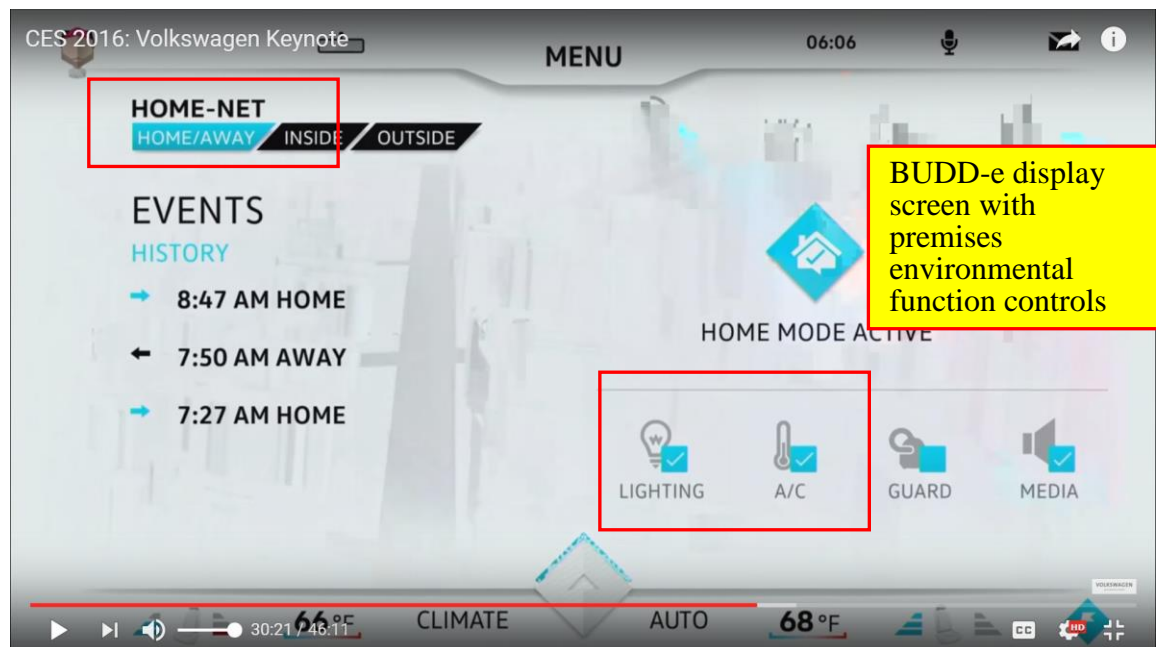 CES 2016: Volkswagen Keynote
MENU
06:06
i
HOME-NET
HOME/AWAY INSIDE OUTSIDE
BUDD-e display
screen with
premises
environmental
function controls
EVENTS
HISTORY
8:47 AM HOME
7:50 AM AWAY
7:27 AM HOME
HOME MODE ACTIVE
LIGHTING A/C GUARD MEDIA
VOLKSWAGEN
66 °F CLIMATE AUTO 68 °F
30:21 / 46:11 CC HD